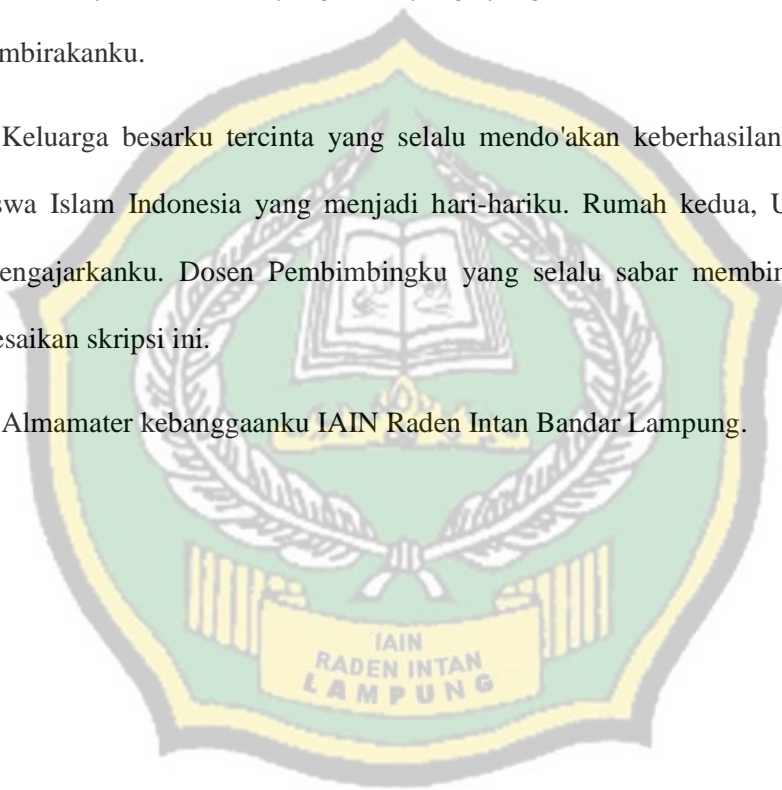 mbirakanku.
Keluarga besarku tercinta yang selalu mendo'akan keberhasilan
swa Islam Indonesia yang menjadi hari-hariku. Rumah kedua, U
engajarkanku. Dosen Pembimbingku yang selalu sabar membin
esaikan skripsi ini.
Almamater kebanggaanku IAIN Raden Intan Bandar Lampung.
IAIN
RADEN INTAN
LAMPUNG